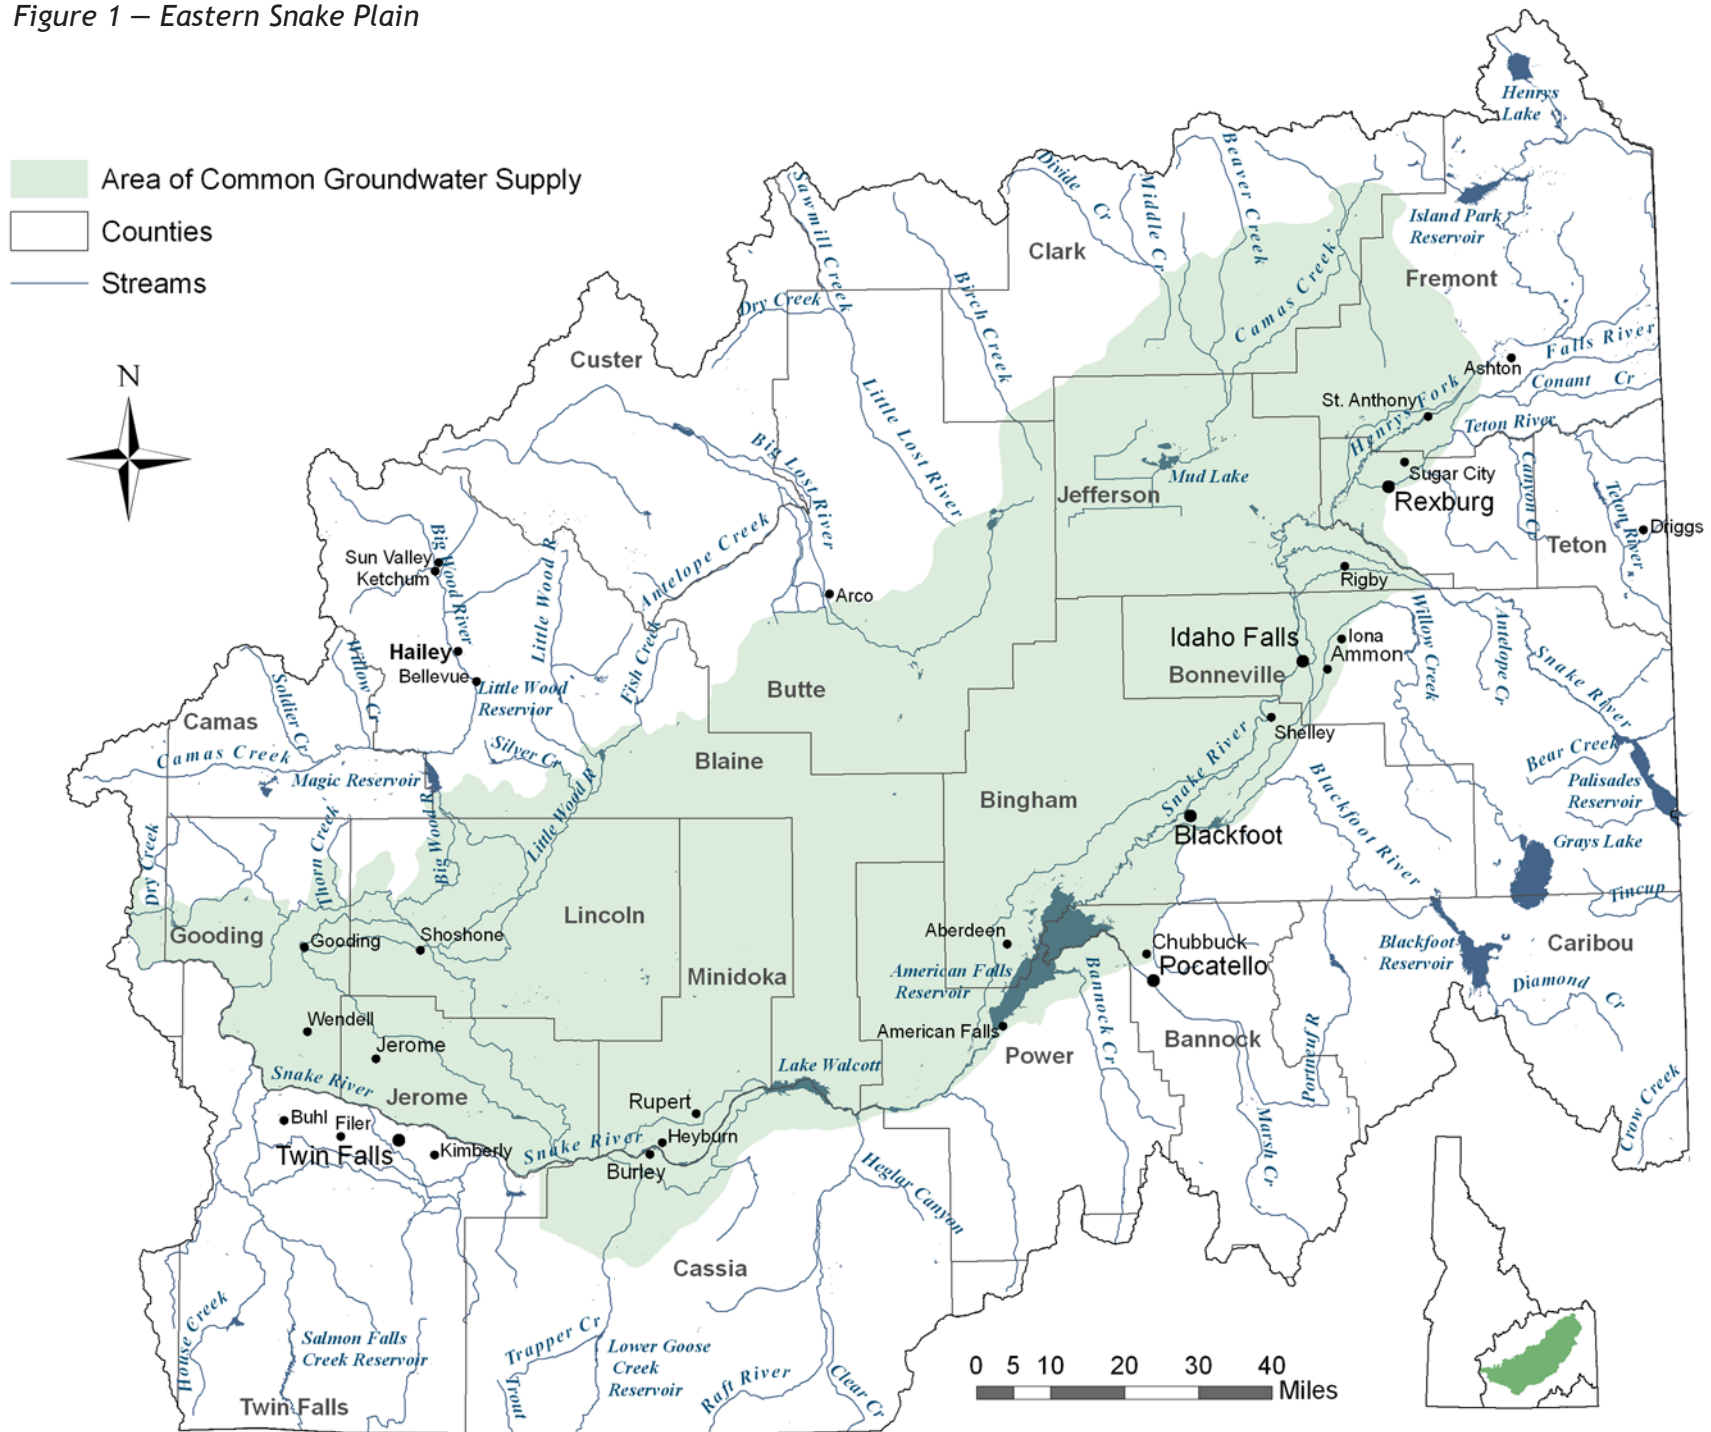 Figure 1 — Eastern Snake Plain
Area of Common Groundwater Supply
Counties
Streams
N
Henrys
Lake
Island Park
Reservoir
Divide Cr
Middle Cr
Beaver Creek
Camas Creek
Clark
Fremont
Sawmill Creek
Birch Creek
Dry Creek
Custer
Little Lost River
Big Lost River
Falls River
Ashton
Conant Cr
St. Anthony
Henrys Fork
Teton River
Sugar City
Rexburg
Canyon Cr
Teton River
Driggs
Teton
Mud Lake
Jefferson
Rigby
Big Wood River
Sun Valley
Ketchum
Little Wood R
Antelope Creek
Arco
Hailey
Bellevue
Little Wood
Reservior
Fish Creek
Willow Cr
Soldier Cr
Camas
Camas Creek
Silver Cr
Magic Reservoir
Butte
Blaine
Idaho Falls
Iona
Ammon
Bonneville
Willow Creek
Antelope Cr
Snake River
Shelley
Snake River
Bear Creek
Palisades
Reservoir
Bingham
Blackfoot
Blackfoot River
Grays Lake
Tincup
Dry Creek
Thorn Creek
Big Wood R
Little Wood R
Gooding
Gooding
Shoshone
Lincoln
Minidoka
Aberdeen
American Falls
Reservoir
American Falls
Chubbuck
Pocatello
Blackfoot
Reservoir
Caribou
Diamond Cr
Wendell
Jerome
Snake River
Jerome
Lake Walcott
Power
Bannock Cr
Bannock
Portneuf R
Marsh Cr
Crow Creek
Buhl
Filer
Twin Falls
Kimberly
Rupert
Heyburn
Snake River
Burley
Heglar Canyon
Cassia
House Creek
Salmon Falls
Creek Reservoir
Twin Falls
Trapper Cr
Trout
Lower Goose
Creek
Reservoir
Raft River
Clear Cr
0 5 10 20 30 40
Miles